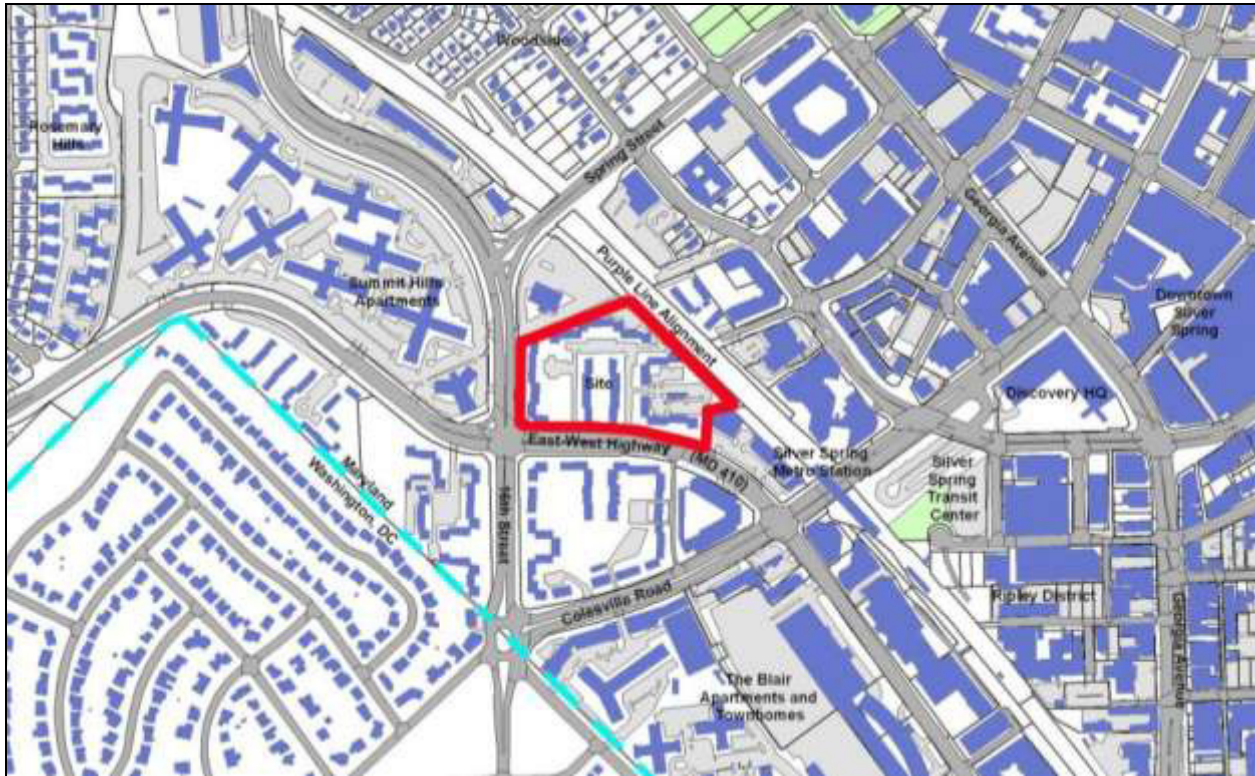 Woodside
Rosemary
Hills
Spring Street
Georgia Avenue
Purple Line Alignment
Summit Hills
Apartments
Downtown
Silver
Spring
Site
Discovery HQ
East-West Highway (MD 410)
Silver Spring
Metro Station
Silver
Spring
Transit
Center
Maryland
Washington, DC
16th Street
Colesville Road
Ripley District
Georgia Avenue
The Blair
Apartments and
Townhomes